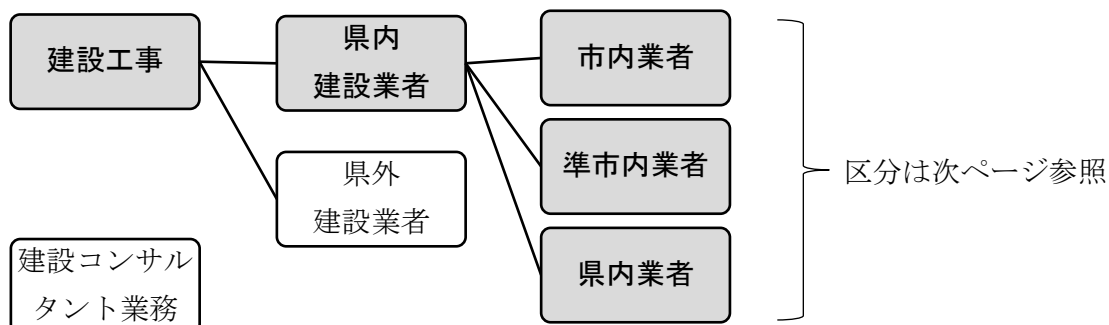 建設工事
県内
建設業者
市内業者
準市内業者
区分は次ページ参照
県外
建設業者
県内業者
建設コンサル
タント業務